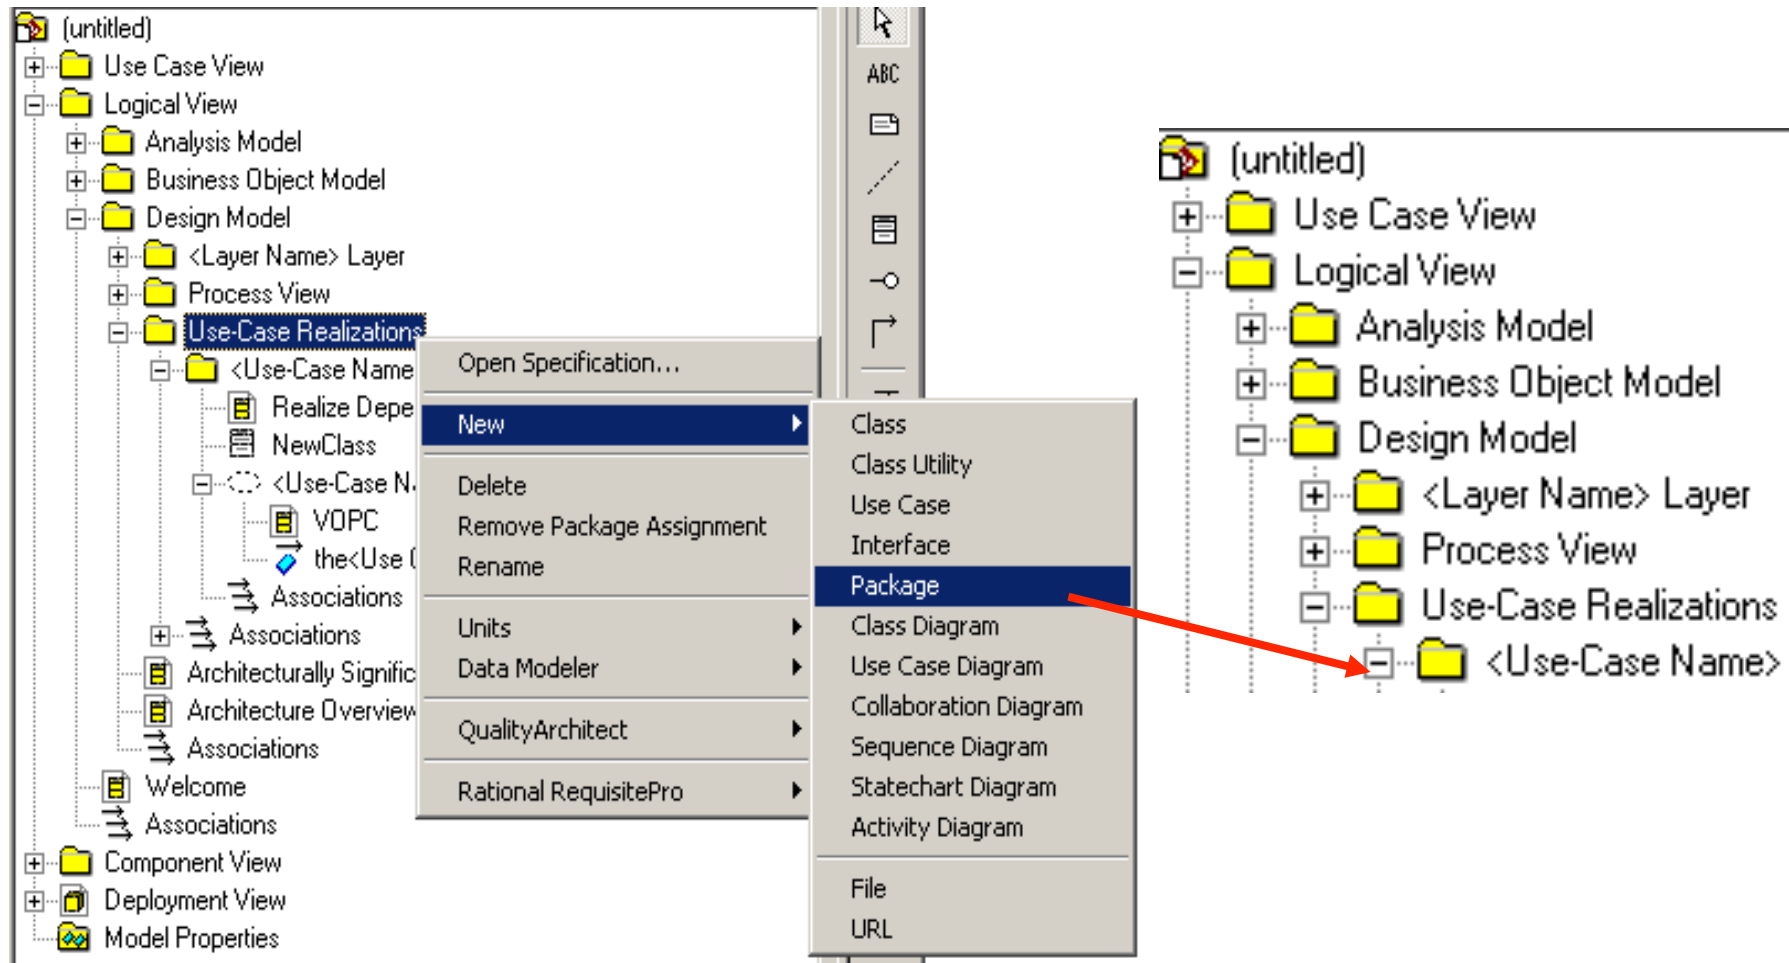 (untitled)
Use Case View
Logical View
Analysis Model
Business Object Model
Design Model
<Layer Name> Layer
Process View
Use-Case Realizations
<Use-Case Name
Realize Depe
NewClass
<Use-Case N
VOPC
the<Use
Associations
Associations
Architecturally Signific
Architecture Overview
Associations
Welcome
Associations
Component View
Deployment View
Model Properties
Open Specification...
New
Delete
Remove Package Assignment
Rename
Units
Data Modeler
QualityArchitect
Rational RequisitePro
Class
Class Utility
Use Case
Interface
Package
Class Diagram
Use Case Diagram
Collaboration Diagram
Sequence Diagram
Statechart Diagram
Activity Diagram
File
URL
ABC
(untitled)
Use Case View
Logical View
Analysis Model
Business Object Model
Design Model
<Layer Name> Layer
Process View
Use-Case Realizations
<Use-Case Name>